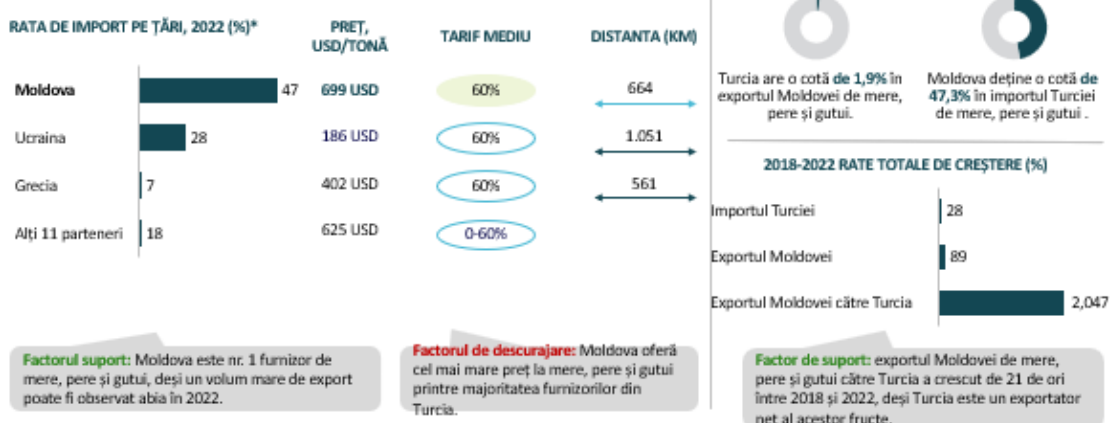 RATA DE IMPORT PE ȚĂRI, 2022 (%)*
PREȚ,
USD/TONĂ
TARIF MEDIU
DISTANTA (KM)
Moldova
47
699 USD
60%
664
Ucraina
28
186 USD
60%
1.051
Grecia
7
402 USD
60%
561
Alți 11 parteneri
18
625 USD
0-60%
Factorul suport: Moldova este nr. 1 furnizor de
mere, pere și gutui, deși un volum mare de export
poate fi observat abia în 2022.
Factorul de descurajare: Moldova oferă
cel mai mare preț la mere, pere și gutui
printre majoritatea furnizorilor din
Turcia.
Turcia are o cotă de 1,9% în
exportul Moldovei de mere,
pere și gutui.
Moldova deține o cotă de
47,3% în importul Turciei
de mere, pere și gutui .
2018-2022 RATE TOTALE DE CREȘTERE (%)
Importul Turciei
28
Exportul Moldovei
89
Exportul Moldovei către Turcia
2,047
Factor de suport: exportul Moldovei de mere,
pere și gutui către Turcia a crescut de 21 de ori
între 2018 și 2022, deși Turcia este un exportator
net al acestor fructe.